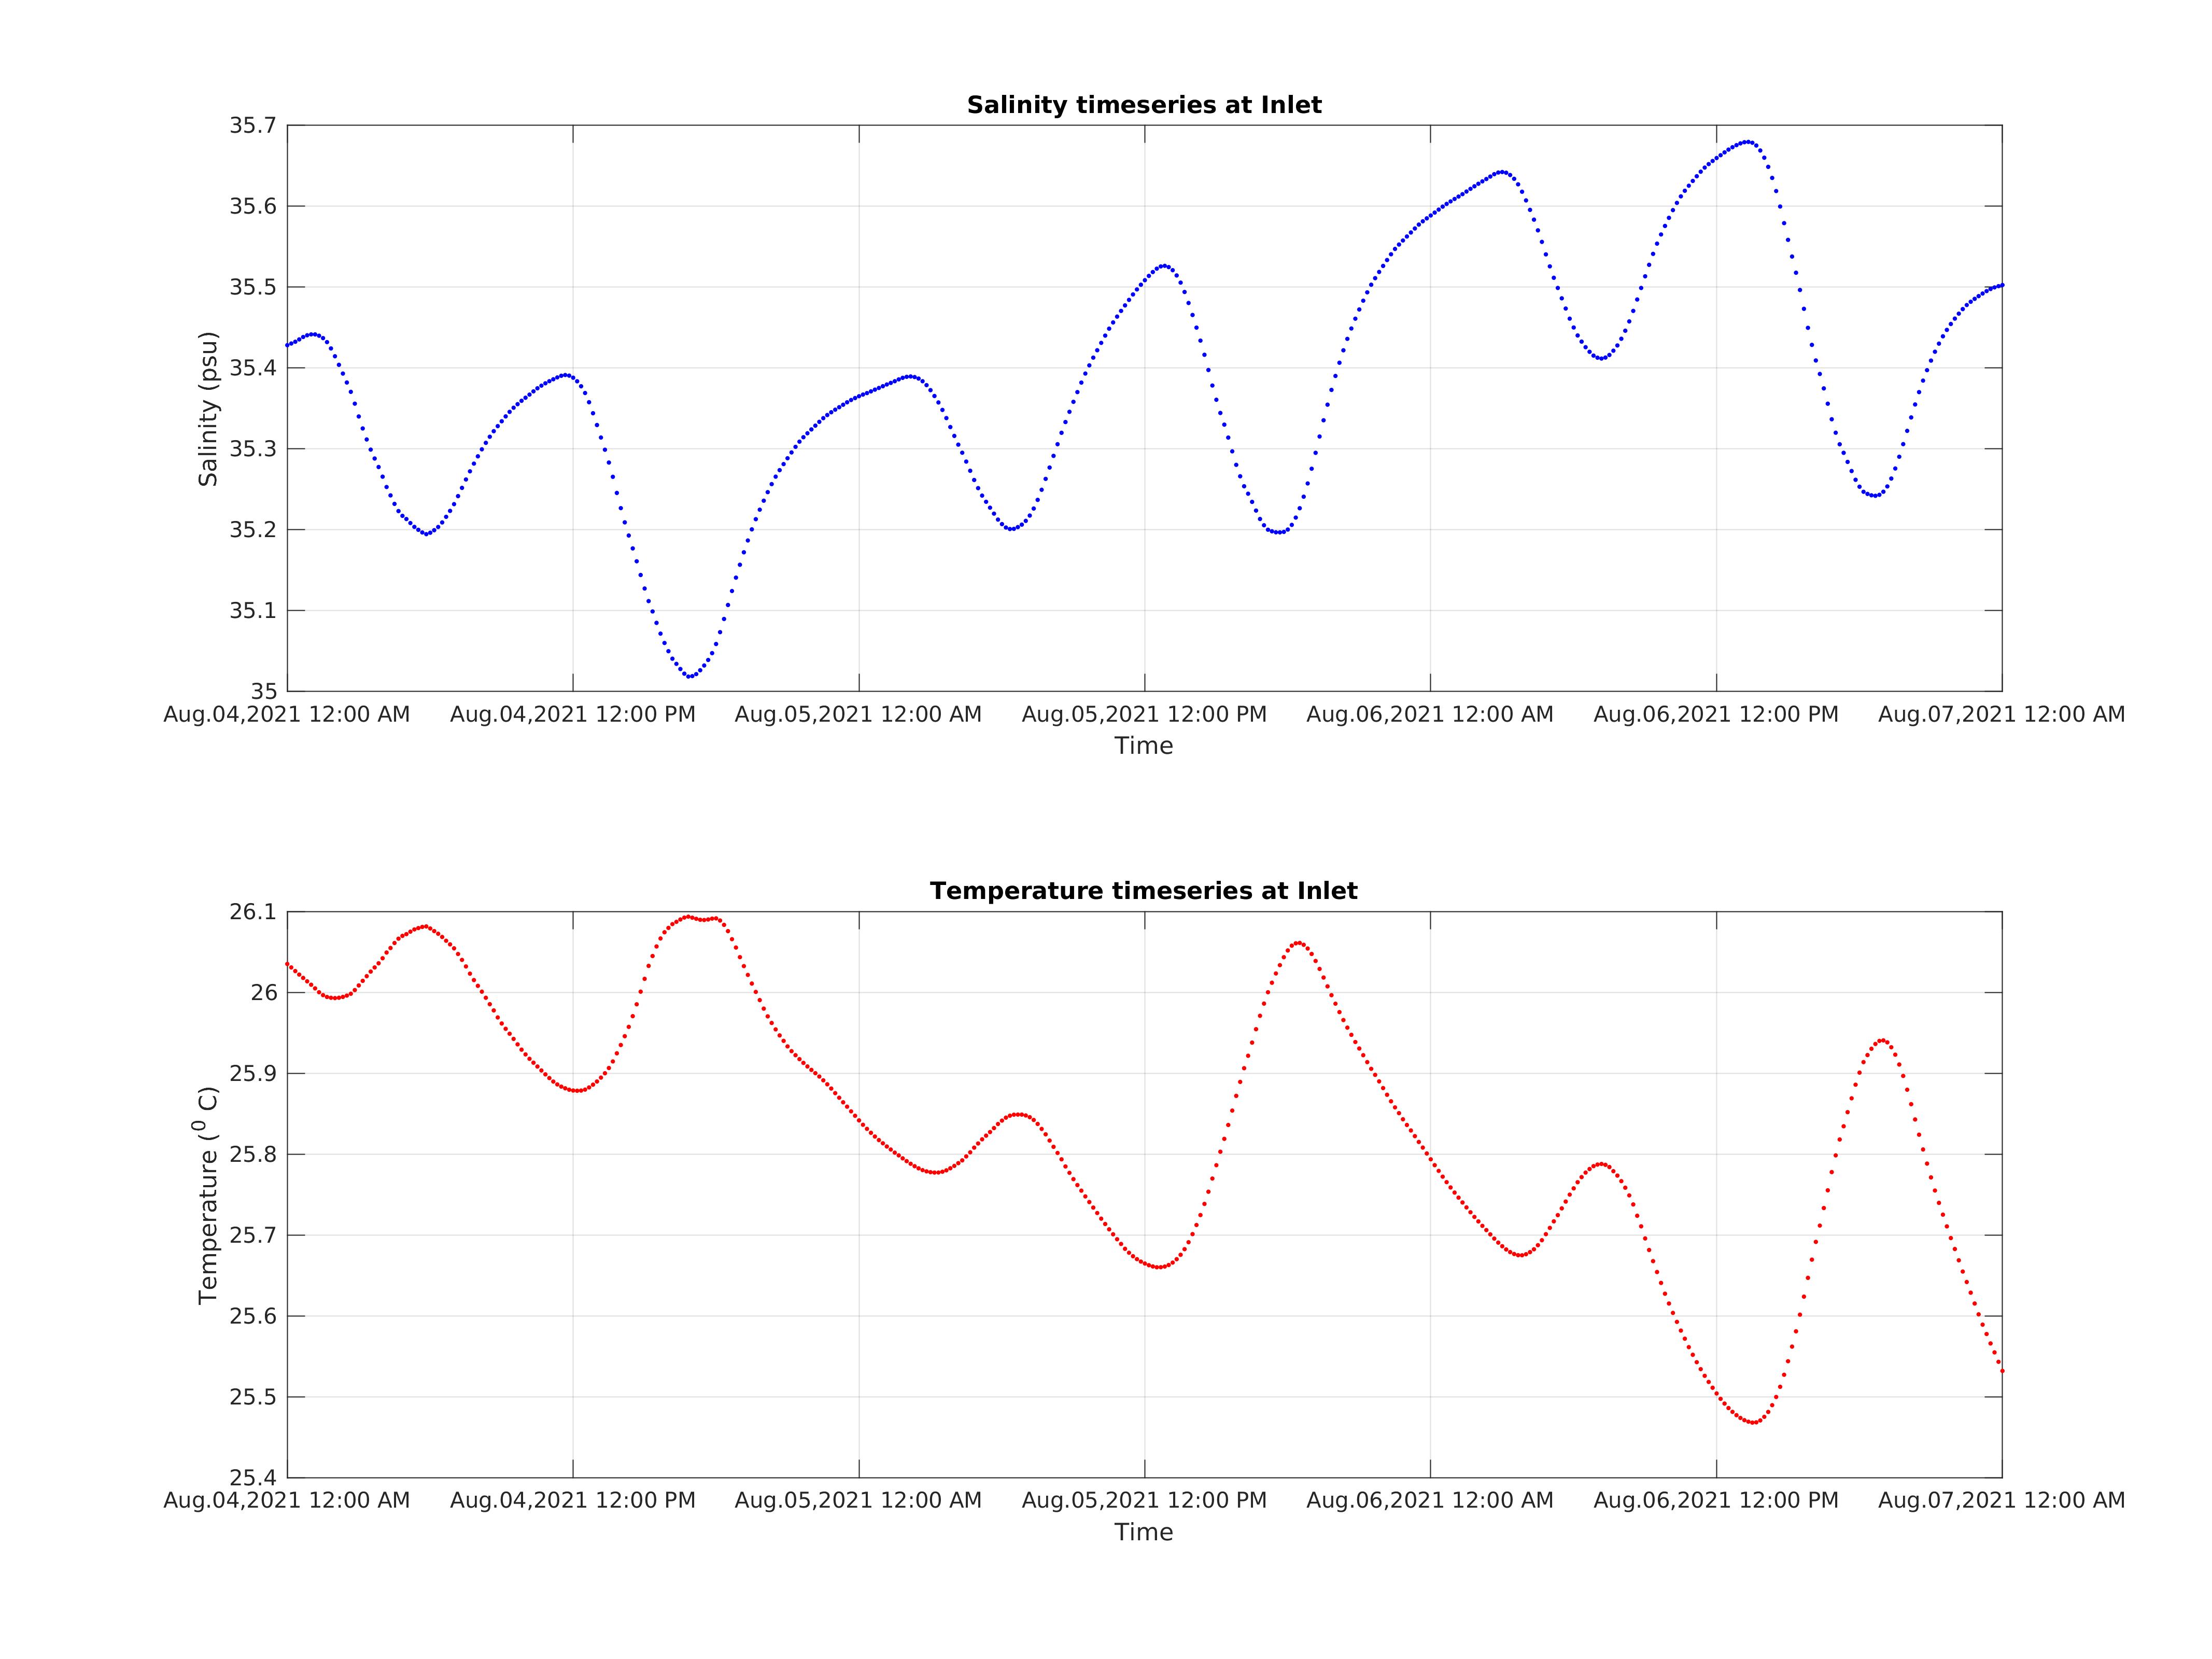 Salinity timeseries at Inlet
35.7
35.6
35.5
35.4
35.3
35.2
35.1
35
Salinity (psu)
Aug.04,2021 12:00 AM Aug.04,2021 12:00 PM Aug.05,2021 12:00 AM Aug.05,2021 12:00 PM Aug.06,2021 12:00 AM Aug.06,2021 12:00 PM Aug.07,2021 12:00 AM
Time
Temperature timeseries at Inlet
26.1
26
25.9
25.8
25.7
25.6
25.5
25.4
Temperature (⁰ C)
Aug.04,2021 12:00 AM Aug.04,2021 12:00 PM Aug.05,2021 12:00 AM Aug.05,2021 12:00 PM Aug.06,2021 12:00 AM Aug.06,2021 12:00 PM Aug.07,2021 12:00 AM
Time